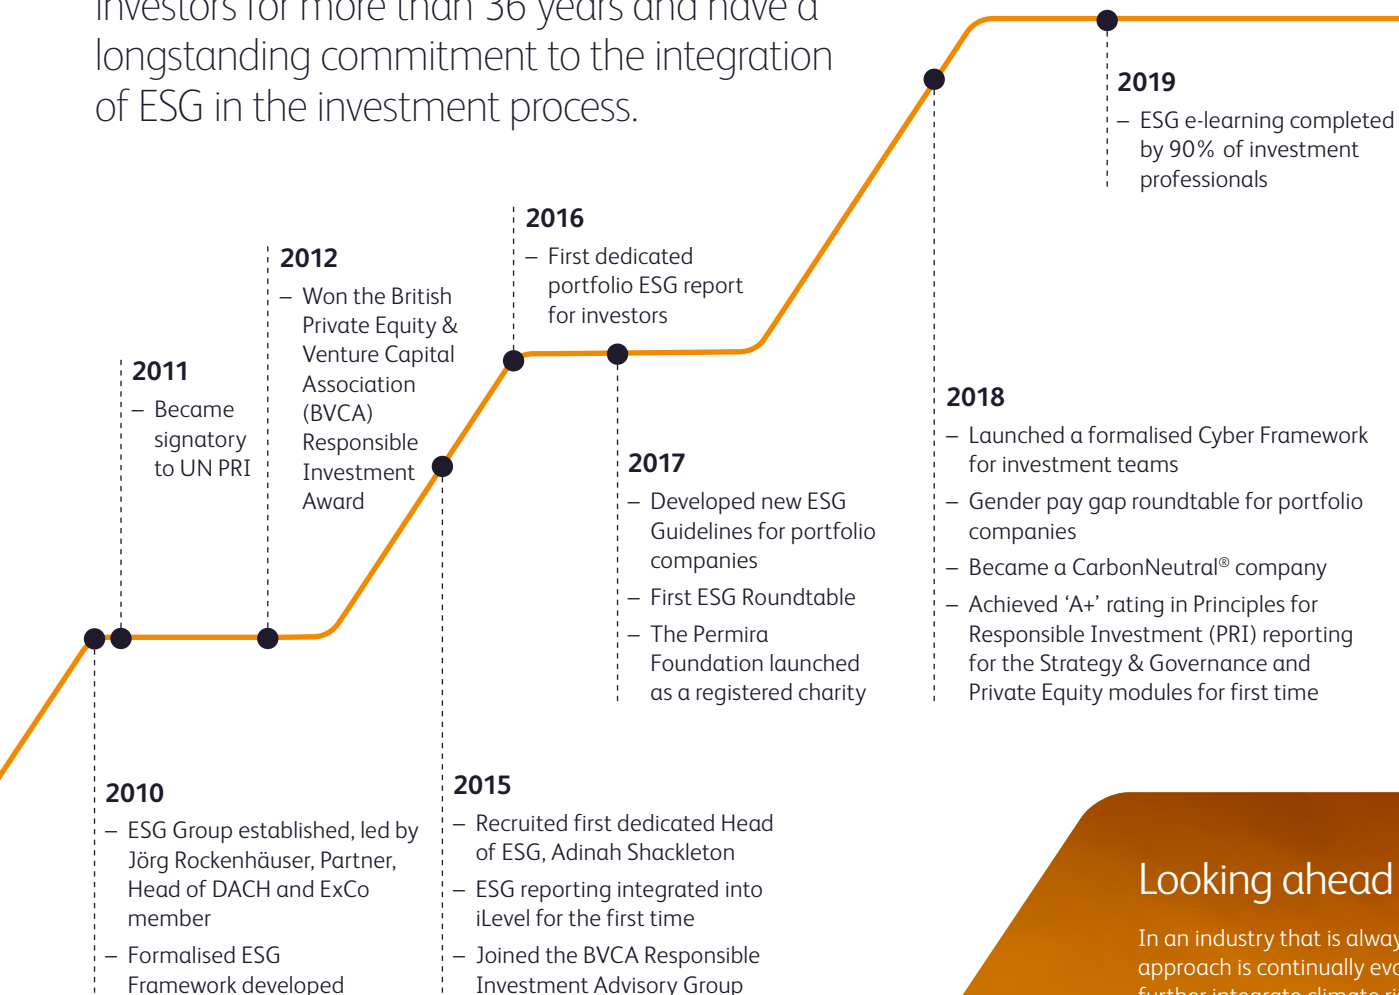 investors for more than 36 years and have a
longstanding commitment to the integration
of ESG in the investment process.
2019
– ESG e-learning completed
by 90% of investment
professionals
2016
– First dedicated
portfolio ESG report
for investors
2012
– Won the British
Private Equity &
Venture Capital
Association
(BVCA)
Responsible
Investment
Award
2011
– Became
signatory
to UN PRI
2018
– Launched a formalised Cyber Framework
for investment teams
– Gender pay gap roundtable for portfolio
companies
– Became a CarbonNeutral® company
– Achieved ‘A+’ rating in Principles for
Responsible Investment (PRI) reporting
for the Strategy & Governance and
Private Equity modules for first time
2017
– Developed new ESG
Guidelines for portfolio
companies
– First ESG Roundtable
– The Permira
Foundation launched
as a registered charity
2010
– ESG Group established, led by
Jörg Rockenhäuser, Partner,
Head of DACH and ExCo
member
– Formalised ESG
Framework developed
2015
– Recruited first dedicated Head
of ESG, Adinah Shackleton
– ESG reporting integrated into
iLevel for the first time
– Joined the BVCA Responsible
Investment Advisory Group
Looking ahead
In an industry that is alway
approach is continually evo
further integrate climate ri